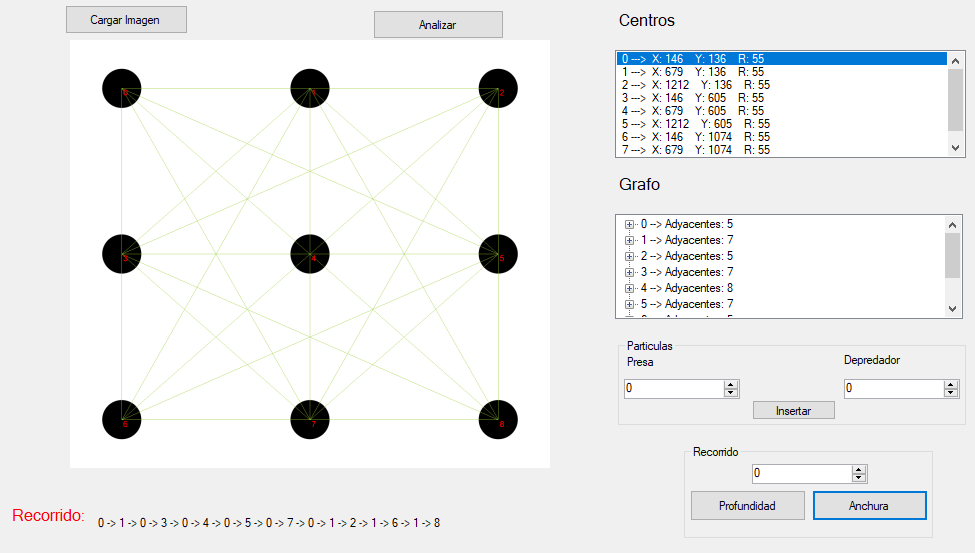 Cargar Imagen
Analizar
Centros
0 ---> X: 146 Y: 136 R: 55
1 ---> X: 679 Y: 136 R: 55
2 ---> X: 1212 Y: 136 R: 55
3 ---> X: 146 Y: 605 R: 55
4 ---> X: 679 Y: 605 R: 55
5 ---> X: 1212 Y: 605 R: 55
6 ---> X: 146 Y: 1074 R: 55
7 ---> X: 679 Y: 1074 R: 55
0 1 2
3 4 5
6 7 8
Grafo
0 --> Adyacentes: 5
1 --> Adyacentes: 7
2 --> Adyacentes: 5
3 --> Adyacentes: 7
4 --> Adyacentes: 8
5 --> Adyacentes: 7
Particulas
Presa
Depredador
0
0
Insertar
Recorrido
0
Profundidad
Anchura
Recorrido: 0 -> 1 -> 0 -> 3 -> 0 -> 4 -> 0 -> 5 -> 0 -> 7 -> 0 -> 1 -> 2 -> 1 -> 6 -> 1 -> 8